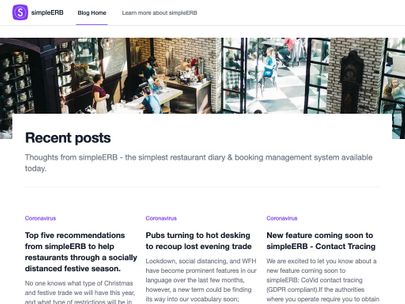 S simpleERB
Blog Home
Learn more about simpleERB
Recent posts
Thoughts from simpleERB - the simplest restaurant diary & booking management system available
today.
Coronavirus
Top five recommendations
from simpleERB to help
restaurants through a socially
distanced festive season.
No one knows what type of Christmas
and festive trade we will have this year,
and what type of restrictions will be in
Coronavirus
Pubs turning to hot desking
to recoup lost evening trade
Lockdown, social distancing, and WFH
have become prominent features in our
language over the last few months,
however, a new term could be finding
its way into our vocabulary soon;
Coronavirus
New feature coming soon to
simpleERB - Contact Tracing
We are excited to let you know about a
new feature coming soon to
simpleERB: CoVid contact tracing
(GDPR compliant).If the authorities
where you operate require you to obtain